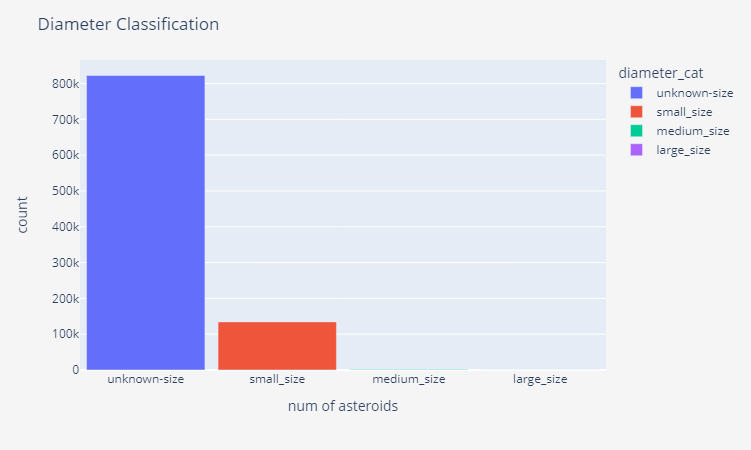 Diameter Classification
800k
700k
600k
500k
400k
300k
200k
100k
0
count
unknown-size small_size medium_size large_size
num of asteroids
diameter_cat
unknown-size
small_size
medium_size
large_size